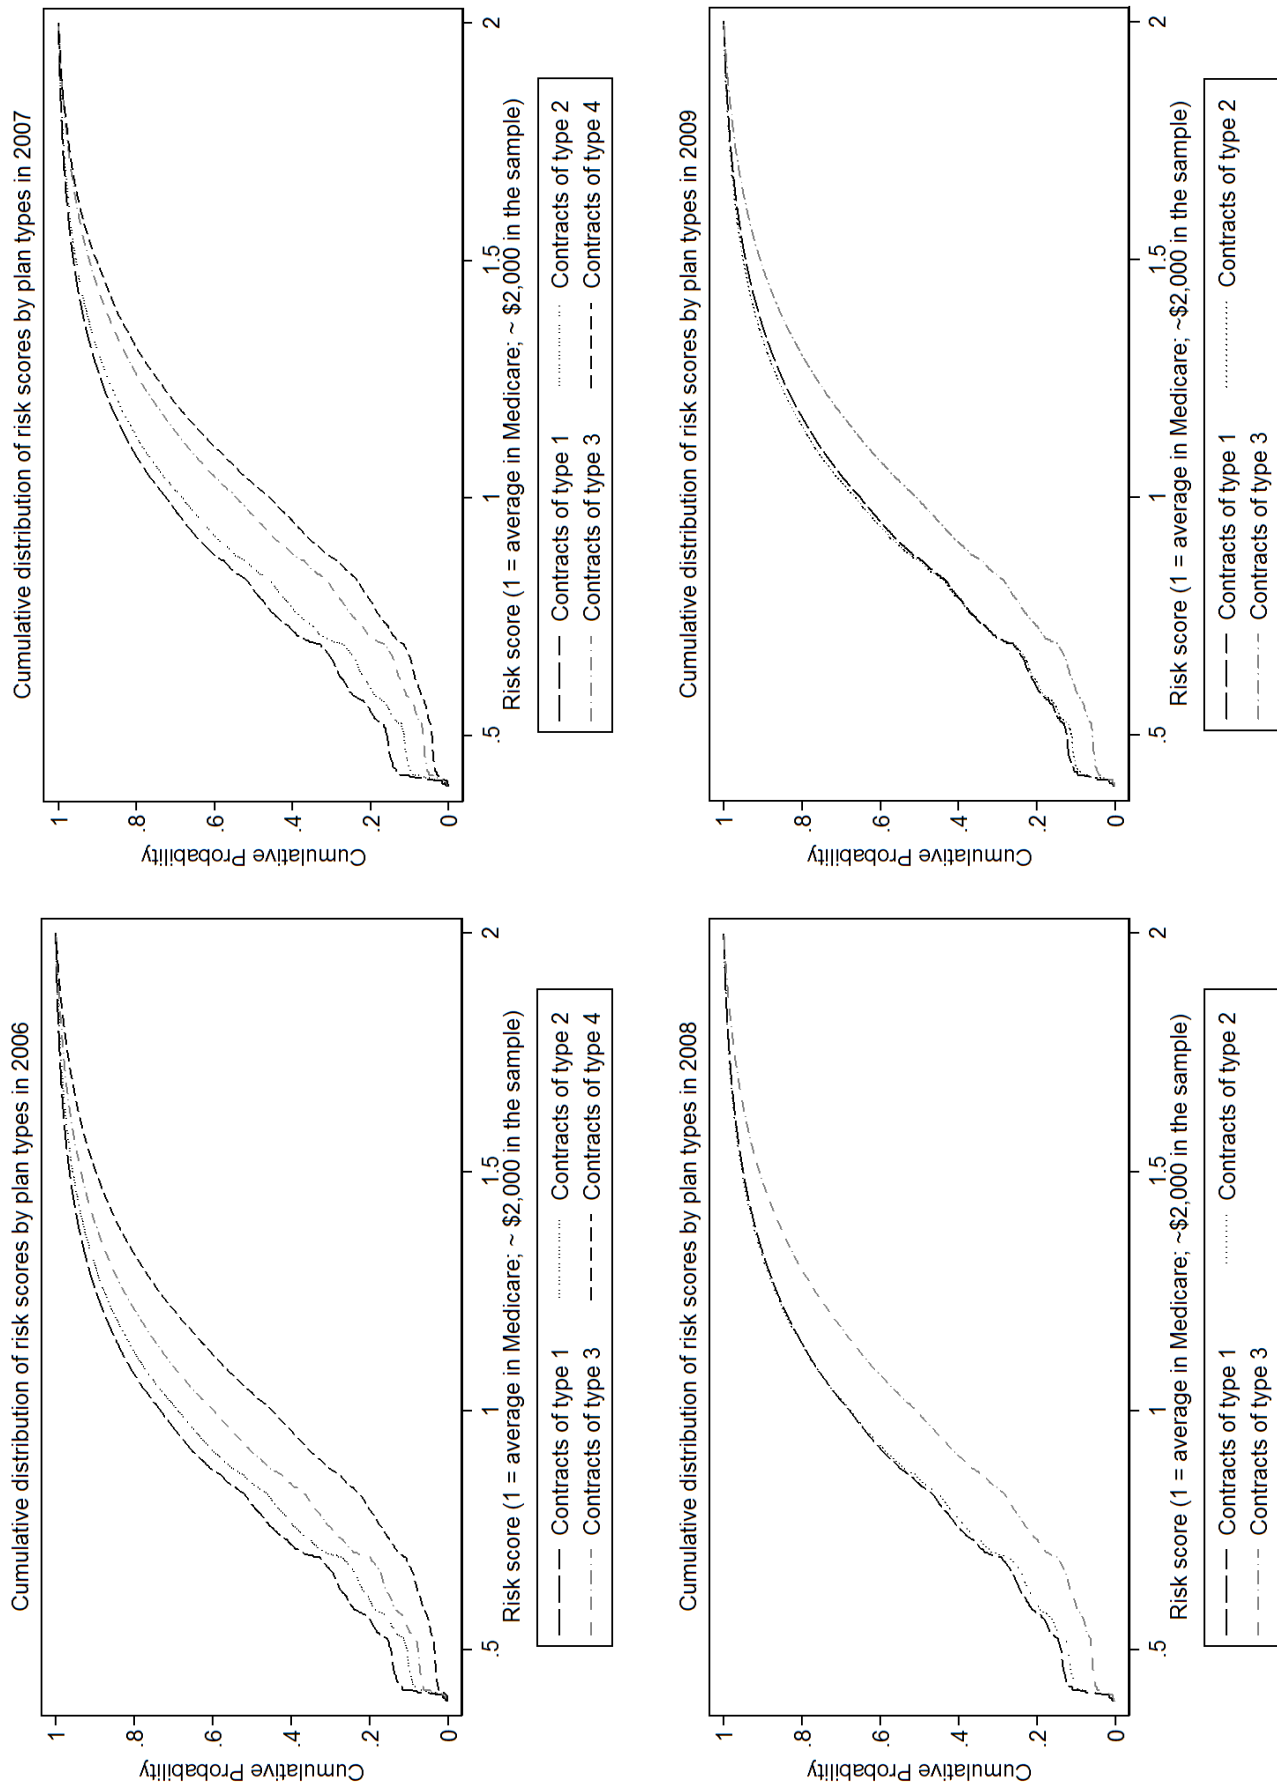 Cumulative distribution of risk scores by plan types in 2006
Cumulative Probability
1
.8
.6
.4
.2
0
.5
1
1.5
2
Risk score (1 = average in Medicare; ~ $2,000 in the sample)
Contracts of type 1
Contracts of type 2
Contracts of type 3
Contracts of type 4
Cumulative distribution of risk scores by plan types in 2007
Cumulative Probability
1
.8
.6
.4
.2
0
.5
1
1.5
2
Risk score (1 = average in Medicare; ~ $2,000 in the sample)
Contracts of type 1
Contracts of type 2
Contracts of type 3
Contracts of type 4
Cumulative distribution of risk scores by plan types in 2008
Cumulative Probability
1
.8
.6
.4
.2
0
.5
1
1.5
2
Risk score (1 = average in Medicare; ~$2,000 in the sample)
Contracts of type 1
Contracts of type 2
Contracts of type 3
Cumulative distribution of risk scores by plan types in 2009
Cumulative Probability
1
.8
.6
.4
.2
0
.5
1
1.5
2
Risk score (1 = average in Medicare; ~$2,000 in the sample)
Contracts of type 1
Contracts of type 2
Contracts of type 3